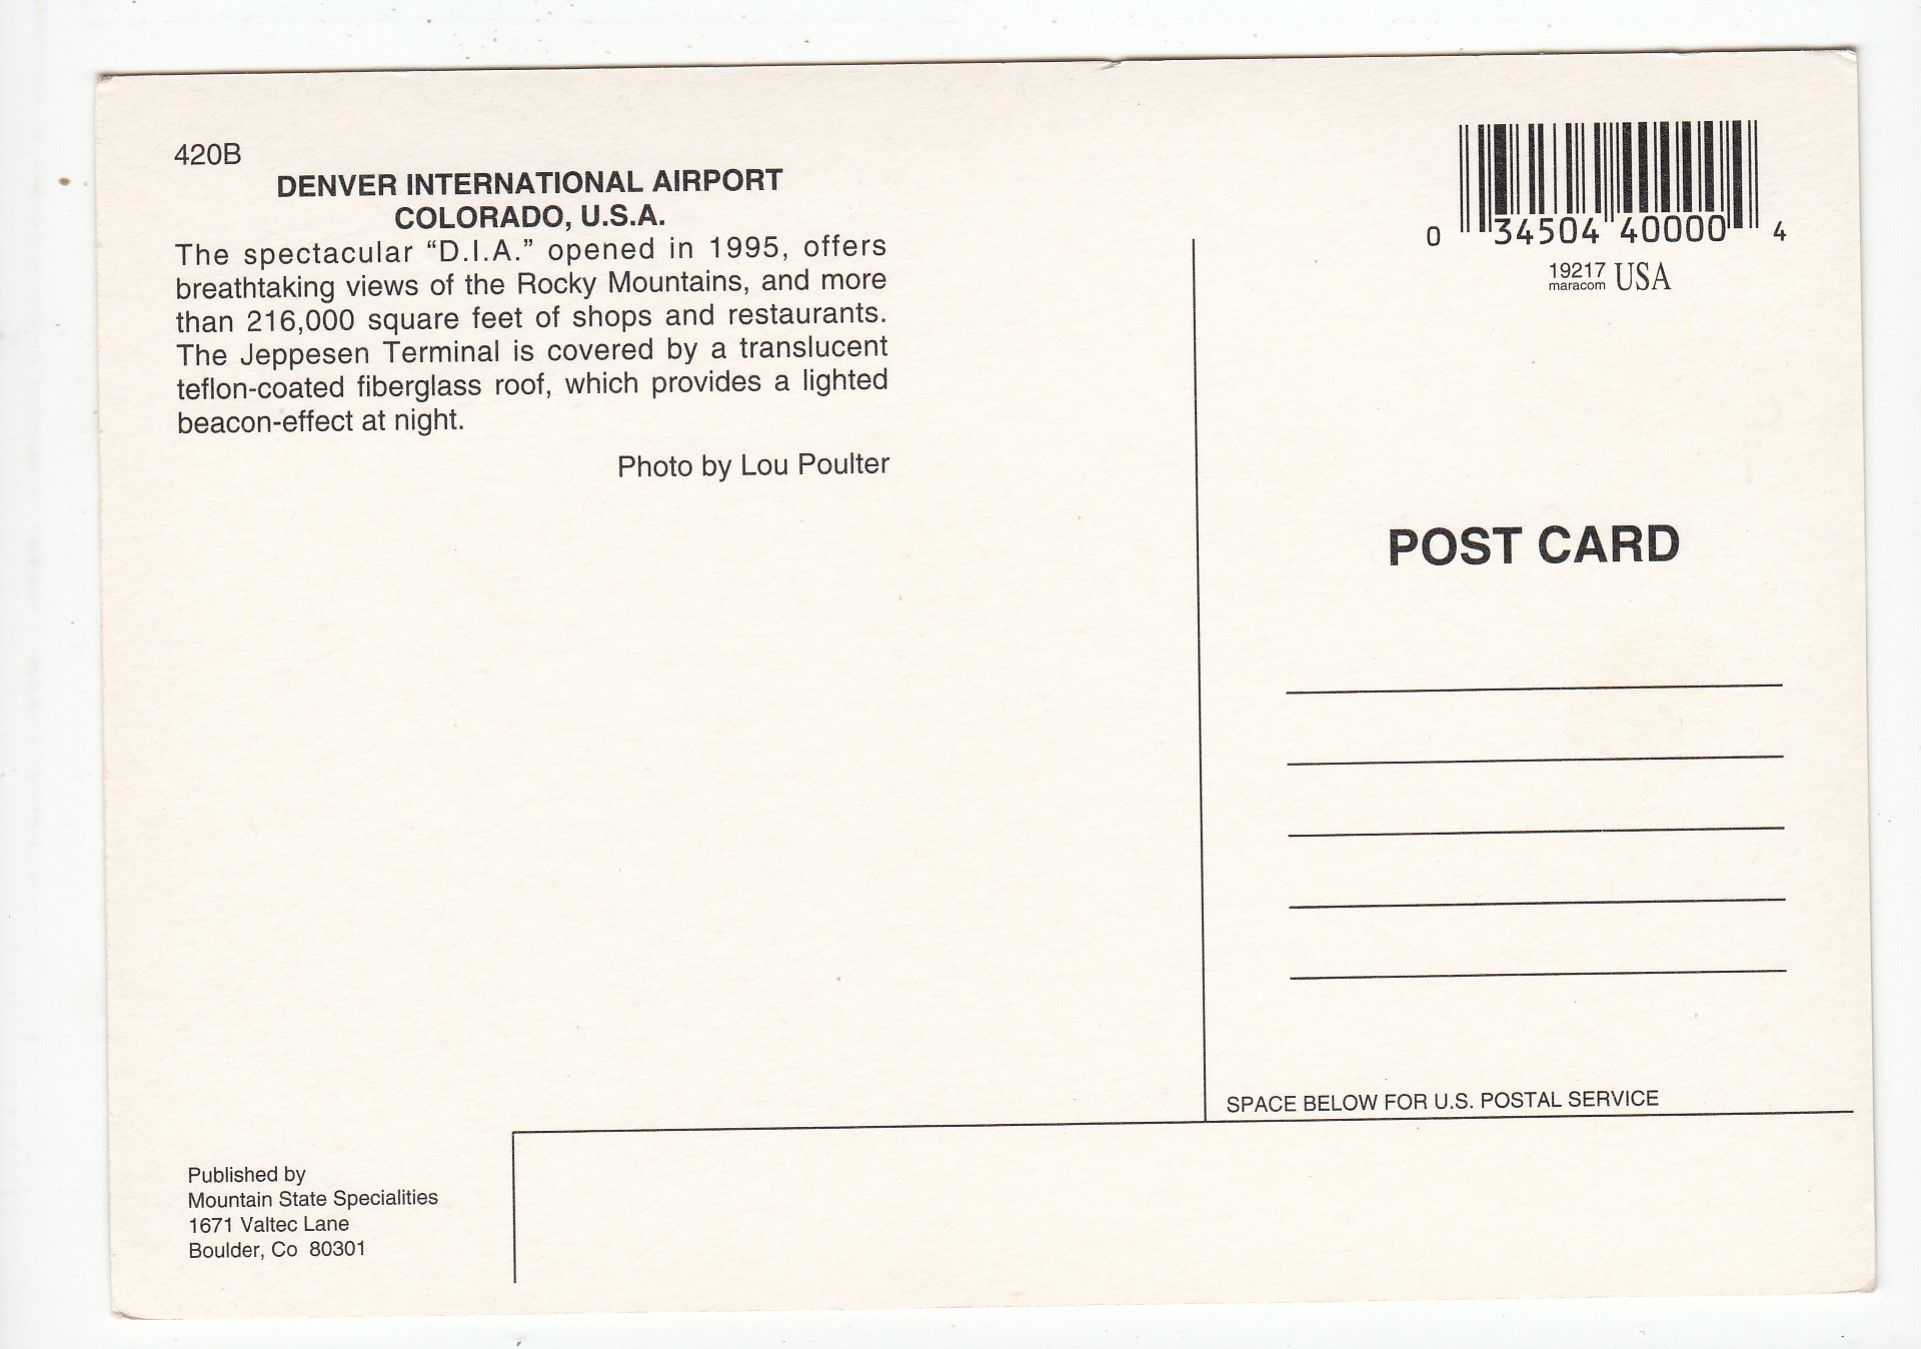 420B
DENVER INTERNATIONAL AIRPORT
COLORADO, U.S.A.
The spectacular “D.I.A.” opened in 1995, offers
breathtaking views of the Rocky Mountains, and more
than 216,000 square feet of shops and restaurants.
The Jeppesen Terminal is covered by a translucent
teflon-coated fiberglass roof, which provides a lighted
beacon-effect at night.
Photo by Lou Poulter
0 34504 40000 4
19217 USA
maracom
POST CARD
SPACE BELOW FOR U.S. POSTAL SERVICE
Published by
Mountain State Specialities
1671 Valtec Lane
Boulder, Co 80301